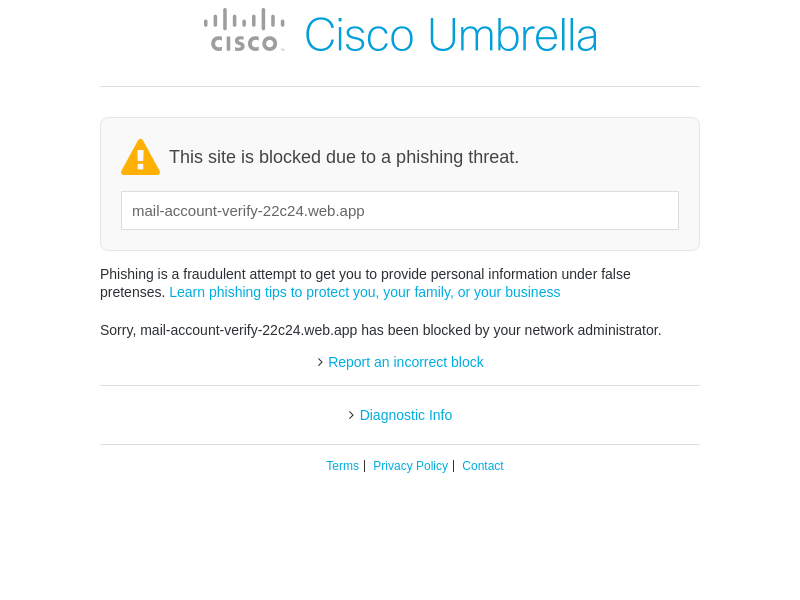 CISCO Cisco Umbrella
This site is blocked due to a phishing threat.
mail-account-verify-22c24.web.app
Phishing is a fraudulent attempt to get you to provide personal information under false
pretenses. Learn phishing tips to protect you, your family, or your business
Sorry, mail-account-verify-22c24.web.app has been blocked by your network administrator.
> Report an incorrect block
> Diagnostic Info
Terms | Privacy Policy | Contact